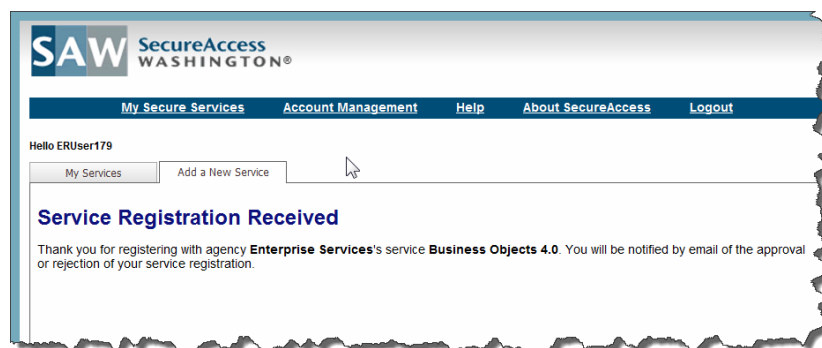 SAW SecureAccess
WASHINGTON®
My Secure Services Account Management Help About SecureAccess Logout
Hello ERUser179
My Services Add a New Service
Service Registration Received
Thank you for registering with agency Enterprise Services's service Business Objects 4.0. You will be notified by email of the approval
or rejection of your service registration.